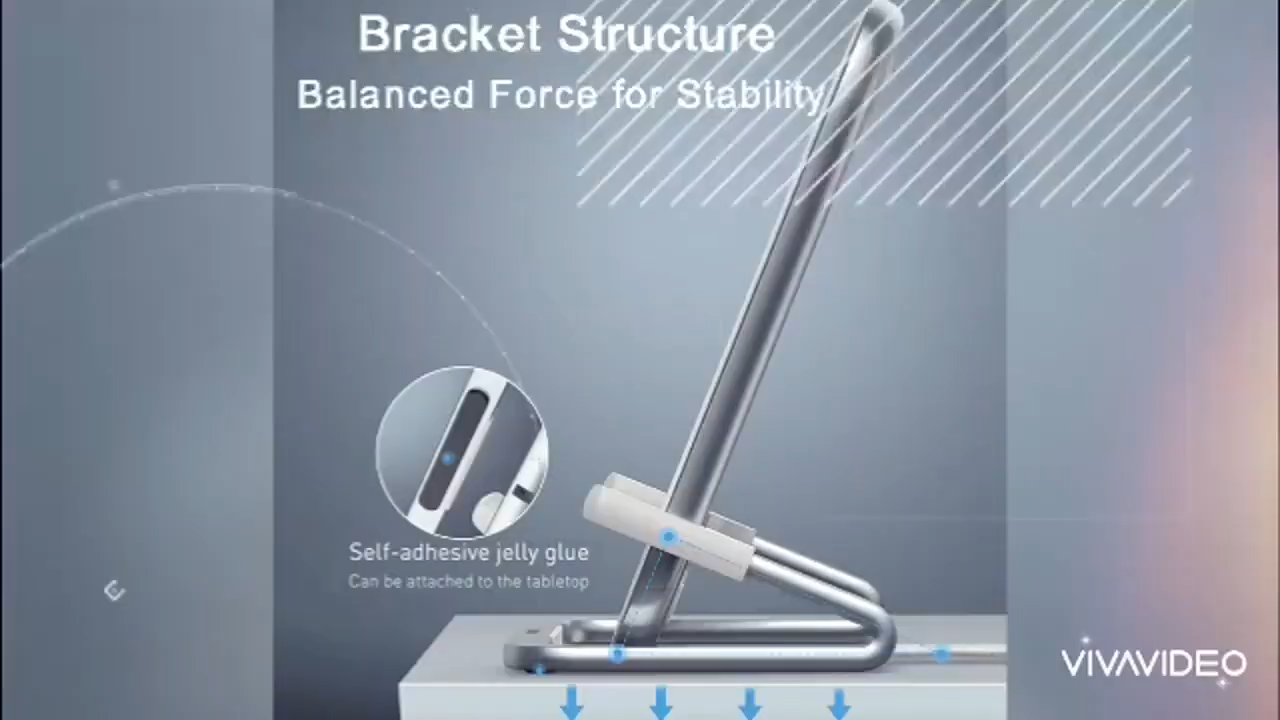 Bracket Structure
Balanced Force for Stability
Self-adhesive jelly glue
Can be attached to the tabletop
VIVAVIDEO